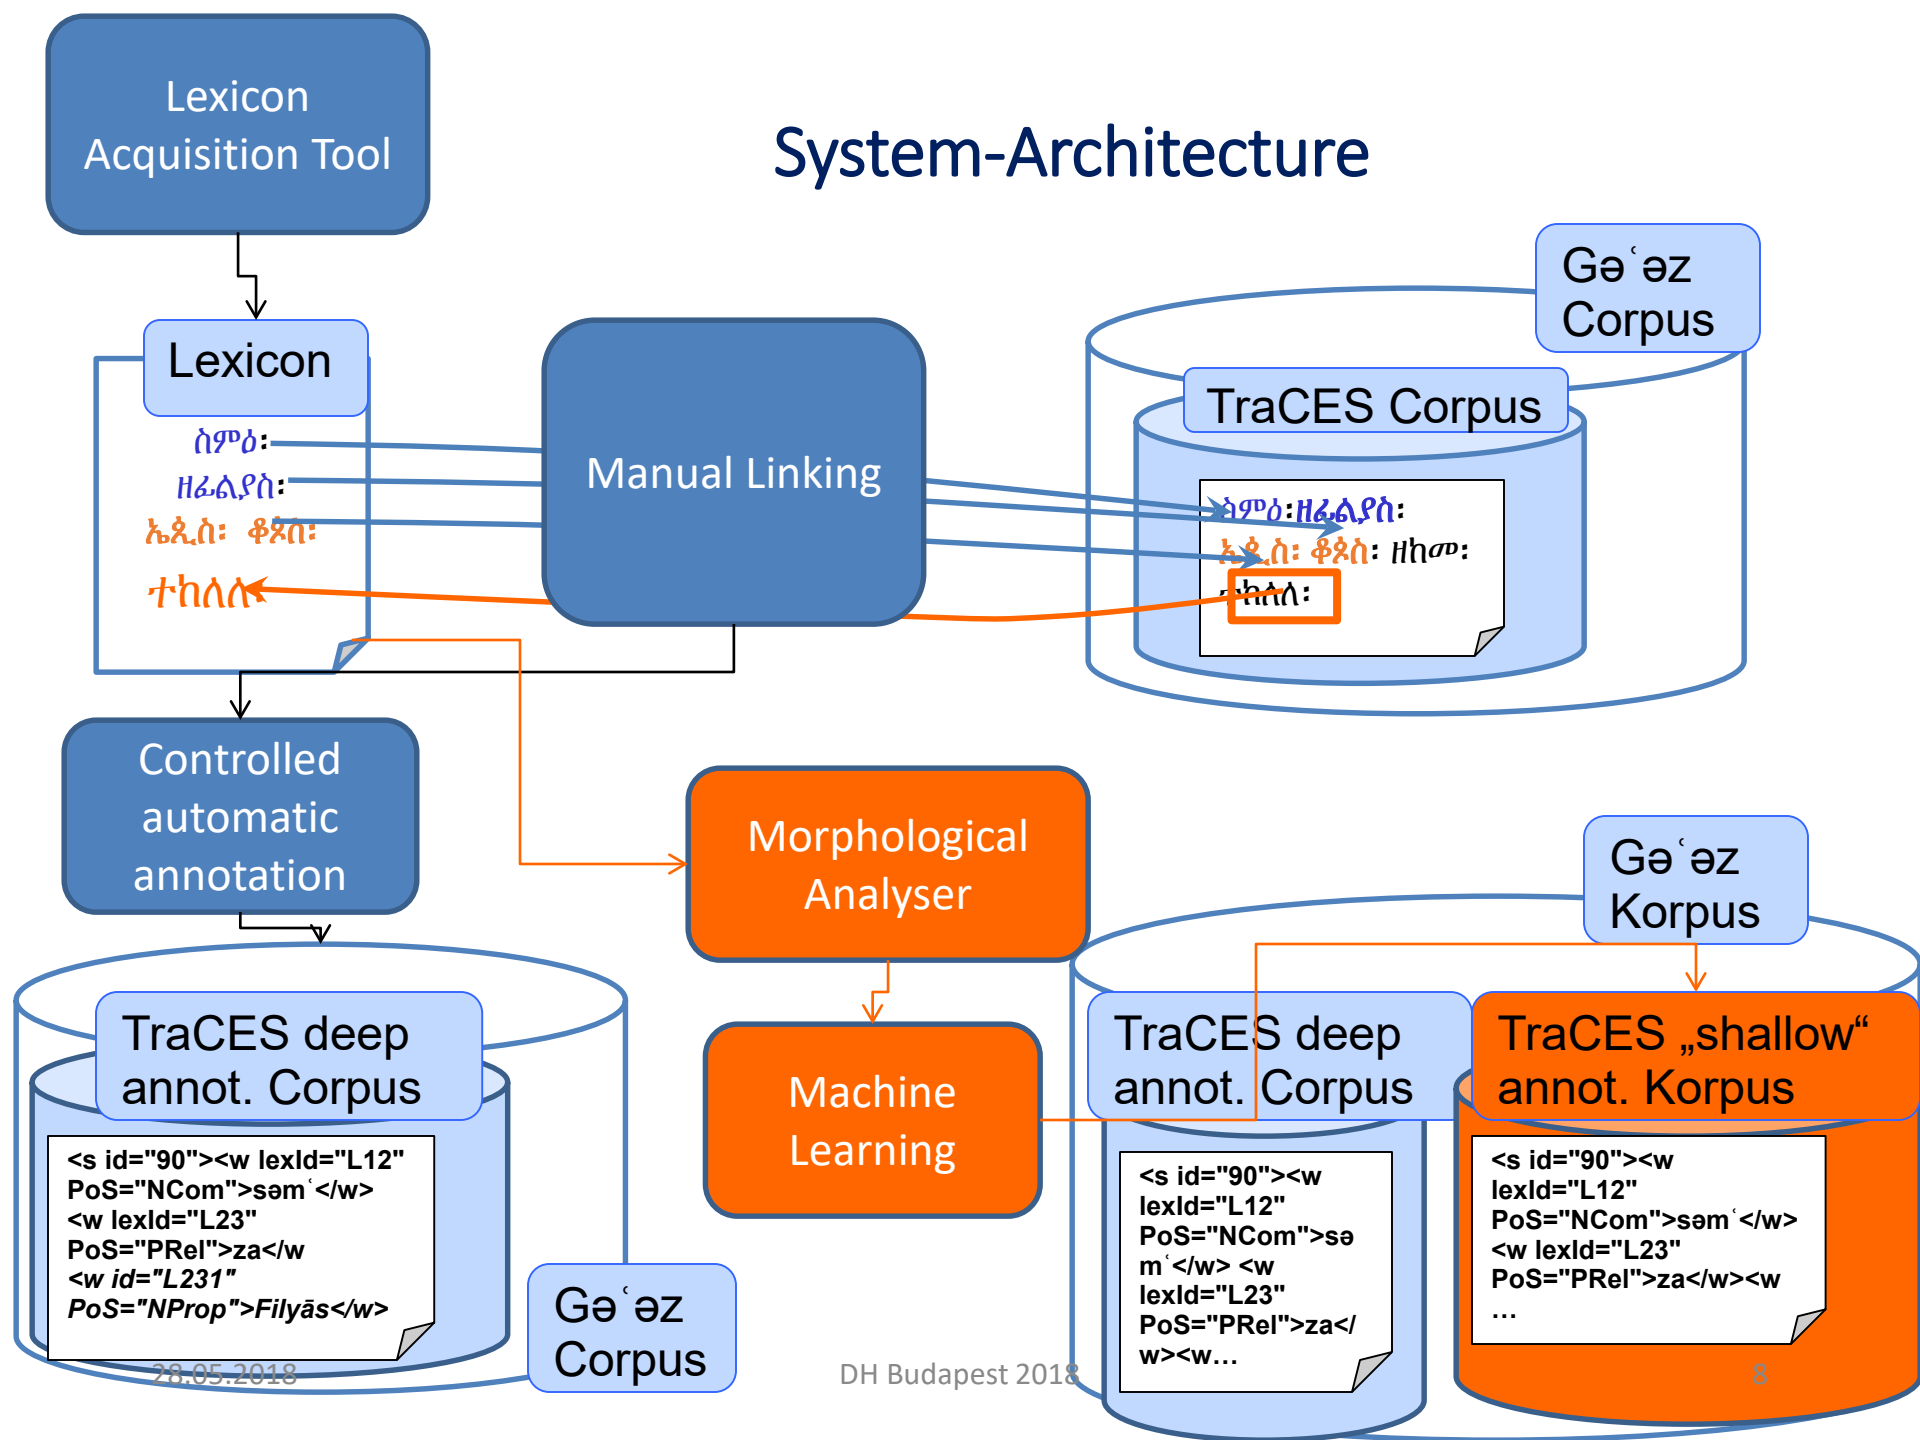 Lexicon
Acquisition Tool
System-Architecture
Gəʿəz
Corpus
Lexicon
ስምዕ፡
ዘፊልያስ፡
ኤጲስ፡ ቆጶስ፡
ተከለለ፡
Manual Linking
TraCES Corpus
ስምዕ፡ዘፊልያስ፡
ኤጲስ፡ ቆጶስ፡ ዘከመ፡
ተከለለ፡
Controlled
automatic
annotation
Morphological
Analyser
Machine
Learning
Gəʿəz
Korpus
TraCES deep
annot. Corpus
<s id="90"><w lexId="L12"
PoS="NCom">səmʿ</w>
<w lexId="L23"
PoS="PRel">za</w
<w id="L231"
PoS="NProp">Filyās</w>
Gəʿəz
Corpus
TraCES deep
annot. Corpus
<s id="90"><w
lexId="L12"
PoS="NCom">sə
mʿ</w> <w
lexId="L23"
PoS="PRel">za</
w><w…
TraCES „shallow“
annot. Korpus
<s id="90"><w
lexId="L12"
PoS="NCom">səmʿ</w>
<w lexId="L23"
PoS="PRel">za</w><w
…
28.05.2018
DH Budapest 2018
8